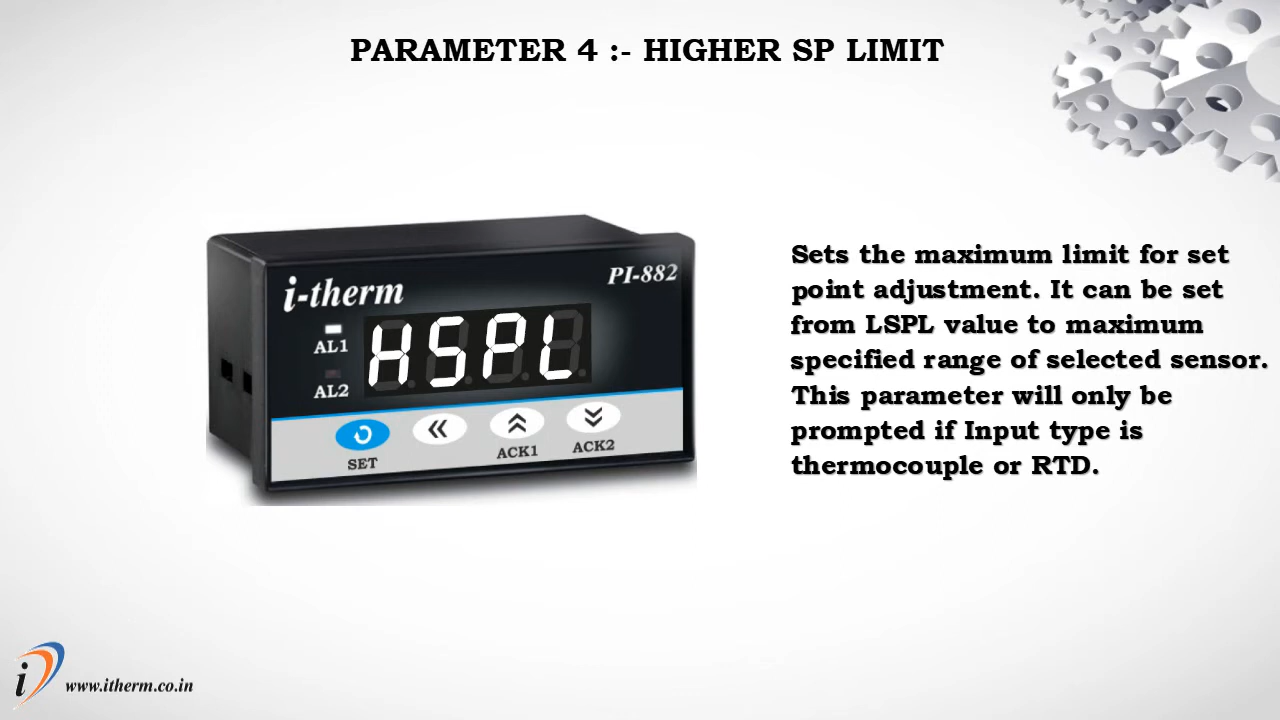 PARAMETER 4 :- HIGHER SP LIMIT
i-therm
PI-882
HSPL
AL1
AL2
SET
ACK1
ACK2
Sets the maximum limit for set
point adjustment. It can be set
from LSPL value to maximum
specified range of selected sensor.
This parameter will only be
prompted if Input type is
thermocouple or RTD.
i
www.itherm.co.in